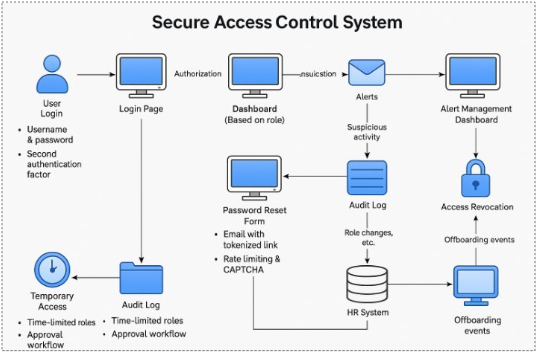 Secure Access Control System
Authorization
nsuicstion
User
Login
Login Page
Dashboard
(Based on role)
Alerts
Alert Management
Dashboard
• Username
& password
• Second
authentication
factor
Suspicious
activity
Password Reset
Form
Audit Log
Access Revocation
• Email with
tokenized link
• Rate limiting &
CAPTCHA
Role changes,
etc.
Offboarding events
Temporary
Access
Audit Log
HR System
Offboarding
events
• Time-limited roles
• Approval
workflow
• Time-limited roles
• Approval workflow